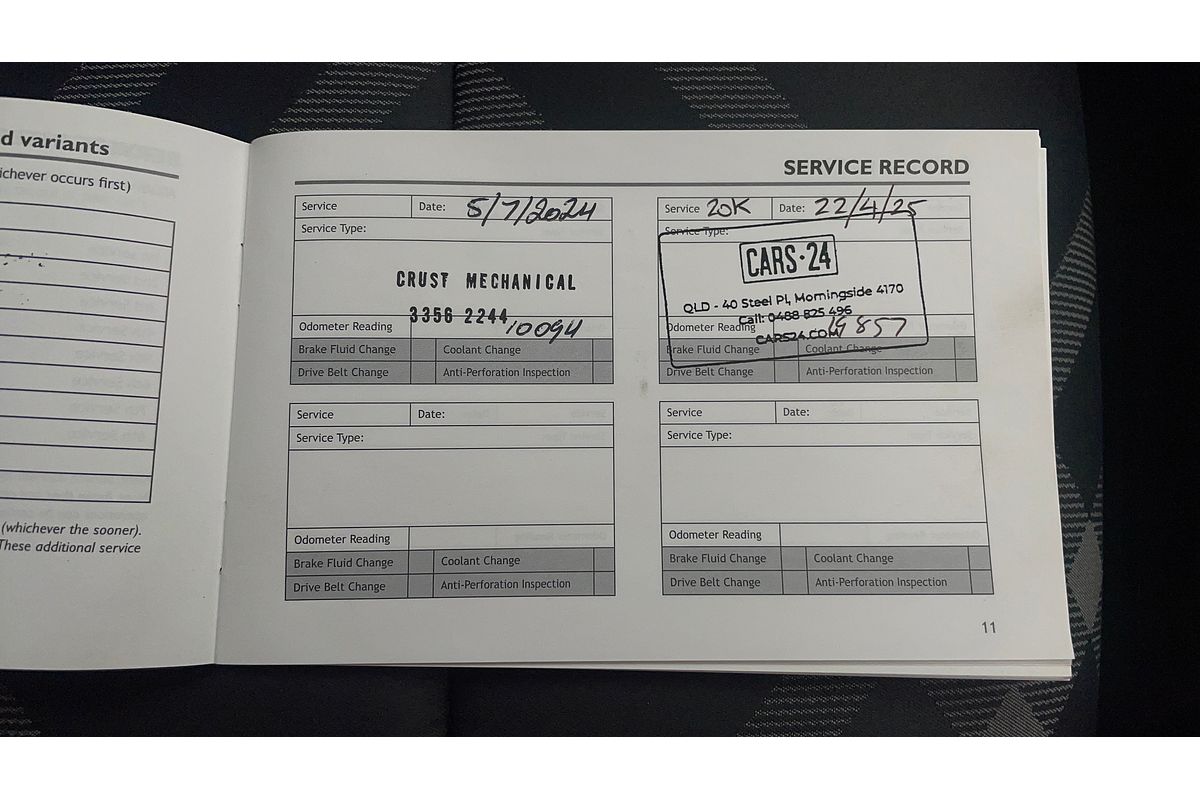 d variants
ichever occurs first)
(whichever the sooner).
These additional service
SERVICE RECORD
Service Date: 5/7/2024
Service Type:
CRUST MECHANICAL
3356 2244
Odometer Reading 10094
Brake Fluid Change Coolant Change
Drive Belt Change Anti-Perforation Inspection
Service 20K Date: 22/4/25
Service Type:
CARS·24
QLD - 40 Steel Pl, Morningside 4170
Call: 0488 825 496
CARS24.COM
Odometer Reading 19857
Brake Fluid Change Coolant Change
Drive Belt Change Anti-Perforation Inspection
Service Date:
Service Type:
Odometer Reading
Brake Fluid Change Coolant Change
Drive Belt Change Anti-Perforation Inspection
Service Date:
Service Type:
Odometer Reading
Brake Fluid Change Coolant Change
Drive Belt Change Anti-Perforation Inspection
11